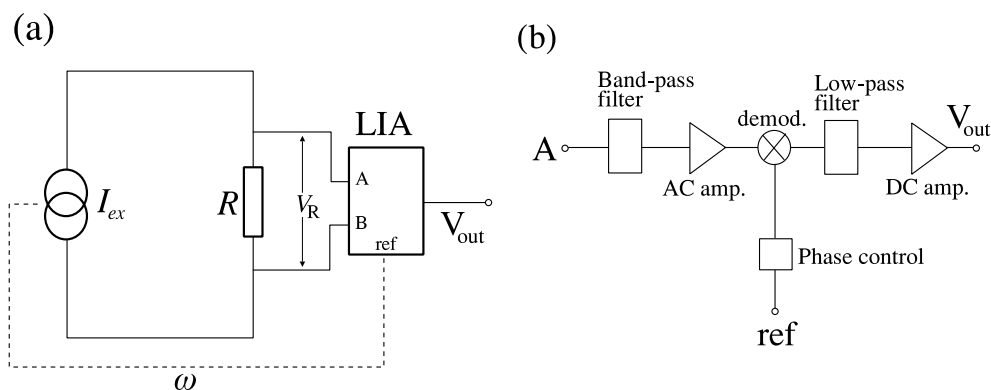 (a)
LIA
I_ex
R
V_R
A
B
ref
V_out
ω
(b)
Band-pass
filter
Low-pass
filter
demod.
V_out
A
AC amp.
DC amp.
Phase control
ref